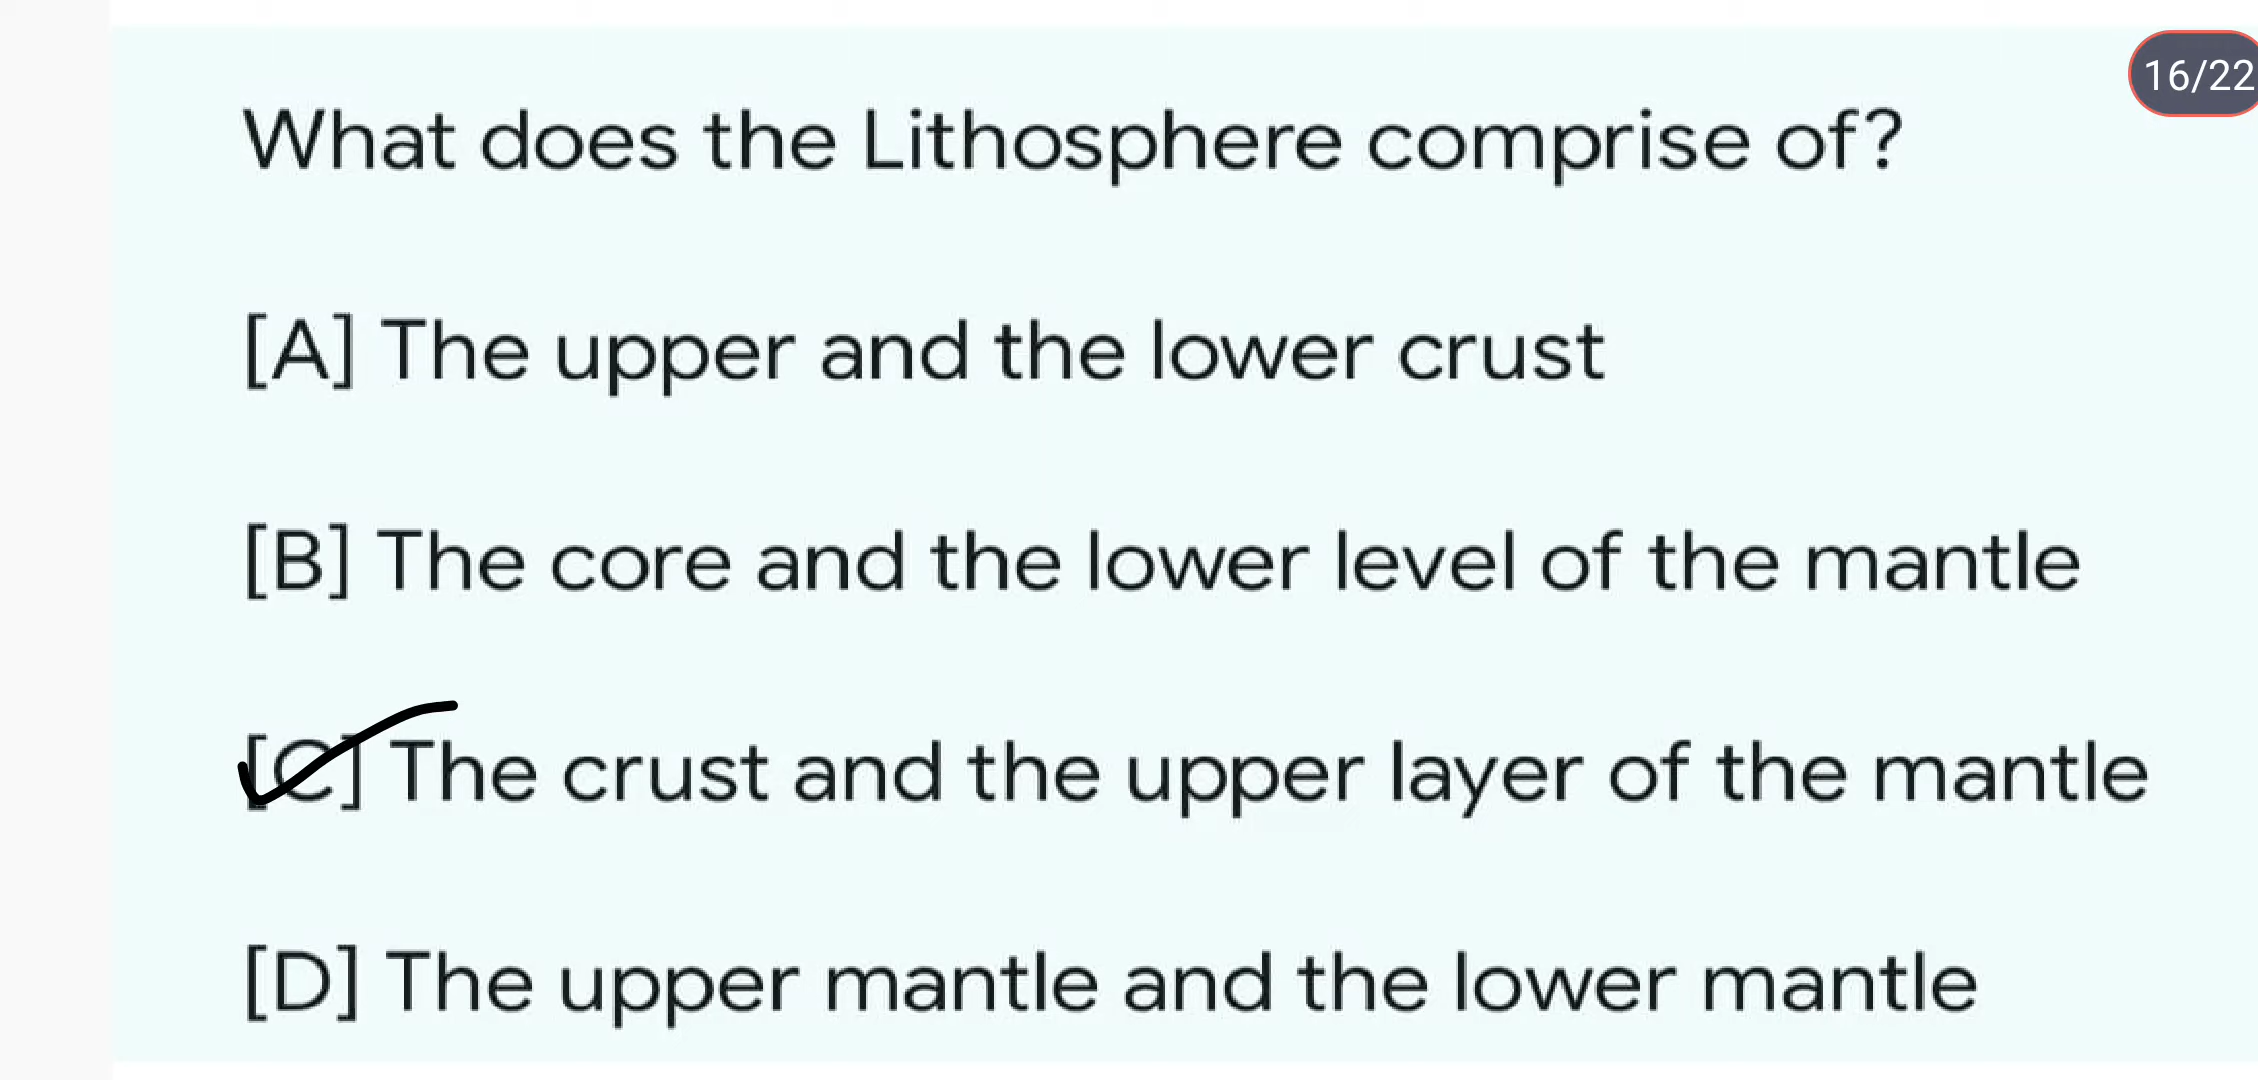 16/22
What does the Lithosphere comprise of?
[A] The upper and the lower crust
[B] The core and the lower level of the mantle
[C] The crust and the upper layer of the mantle
[D] The upper mantle and the lower mantle